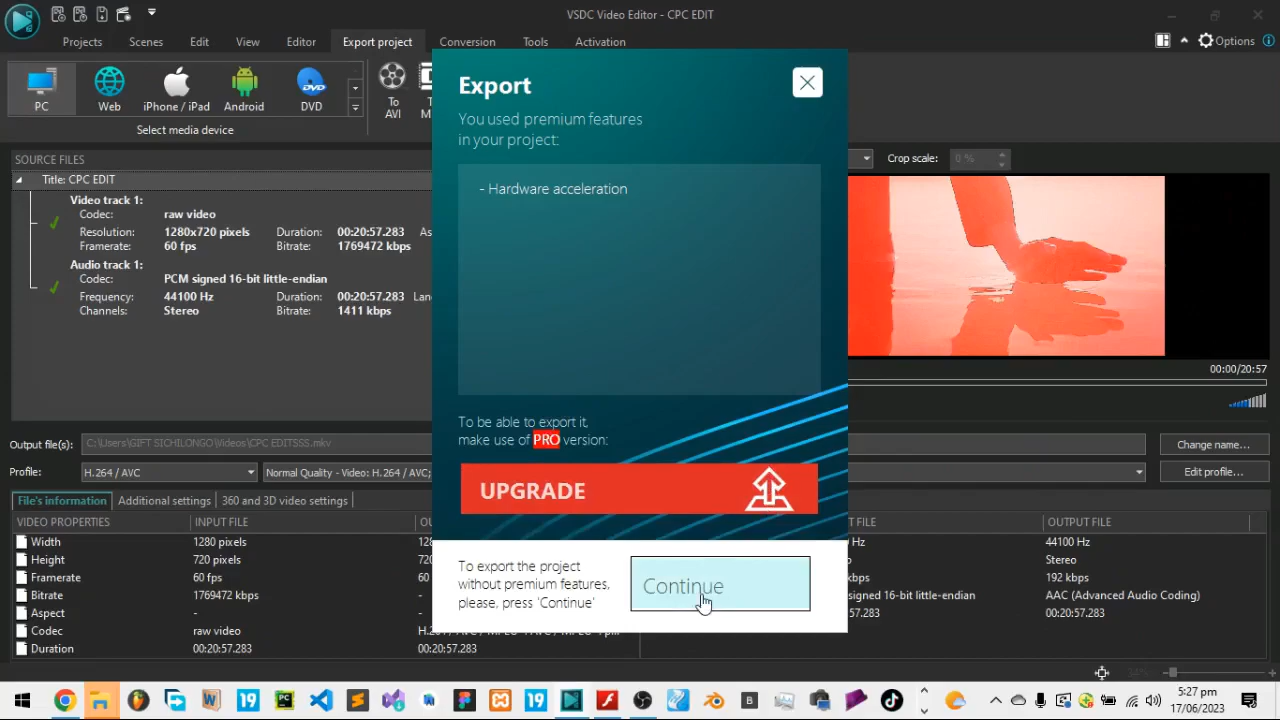 VSDC Video Editor - CPC EDIT
Projects Scenes Edit View Editor Export project Conversion Tools Activation Options
PC Web iPhone / iPad Android DVD
To
AVI
Select media device
Export
You used premium features
in your project:
- Hardware acceleration
To be able to export it,
make use of PRO version:
UPGRADE
To export the project
without premium features,
please, press 'Continue'
Continue
SOURCE FILES
Title: CPC EDIT
Video track 1:
Codec: raw video
Resolution: 1280x720 pixels Duration: 00:20:57.283
Framerate: 60 fps Bitrate: 1769472 kbps
Audio track 1:
Codec: PCM signed 16-bit little-endian
Frequency: 44100 Hz Duration: 00:20:57.283
Channels: Stereo Bitrate: 1411 kbps
Crop scale: 0 %
00:00/20:57
Output file(s): C:\Users\GIFT SICHILONGO\Videos\CPC EDITSSS.mkv Change name...
Profile: H.264 / AVC Normal Quality - Video: H.264 / AVC; Edit profile...
File's information Additional settings 360 and 3D video settings
VIDEO PROPERTIES INPUT FILE FILE OUTPUT FILE
Width 1280 pixels 44100 Hz
Height 720 pixels Stereo
Framerate 60 fps 192 kbps
Bitrate 1769472 kbps AAC (Advanced Audio Coding)
Aspect - 00:20:57.283
Codec raw video
Duration 00:20:57.283 00:20:57.283
5:27 pm
17/06/2023